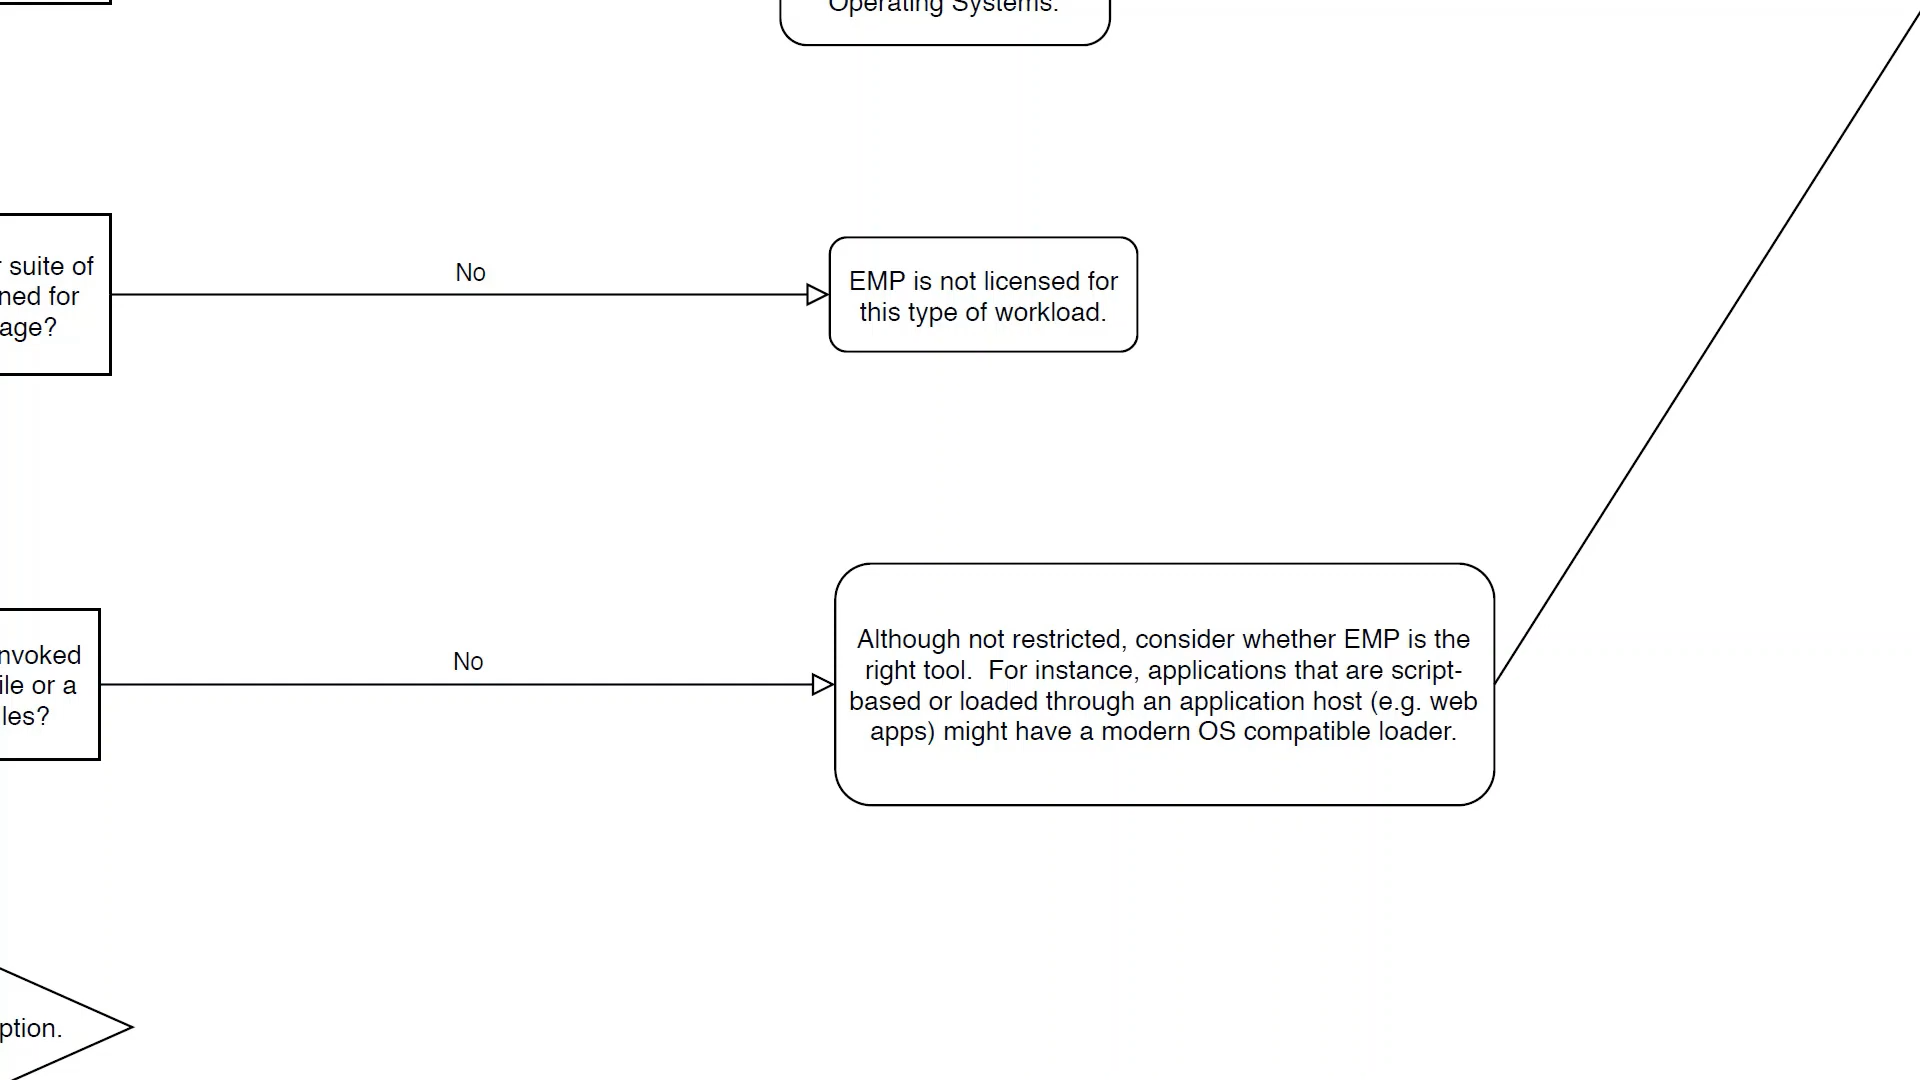 Operating Systems.
suite of
ned for
age?
No
EMP is not licensed for
this type of workload.
nvoked
ile or a
les?
No
Although not restricted, consider whether EMP is the
right tool.  For instance, applications that are script-
based or loaded through an application host (e.g. web
apps) might have a modern OS compatible loader.
ption.